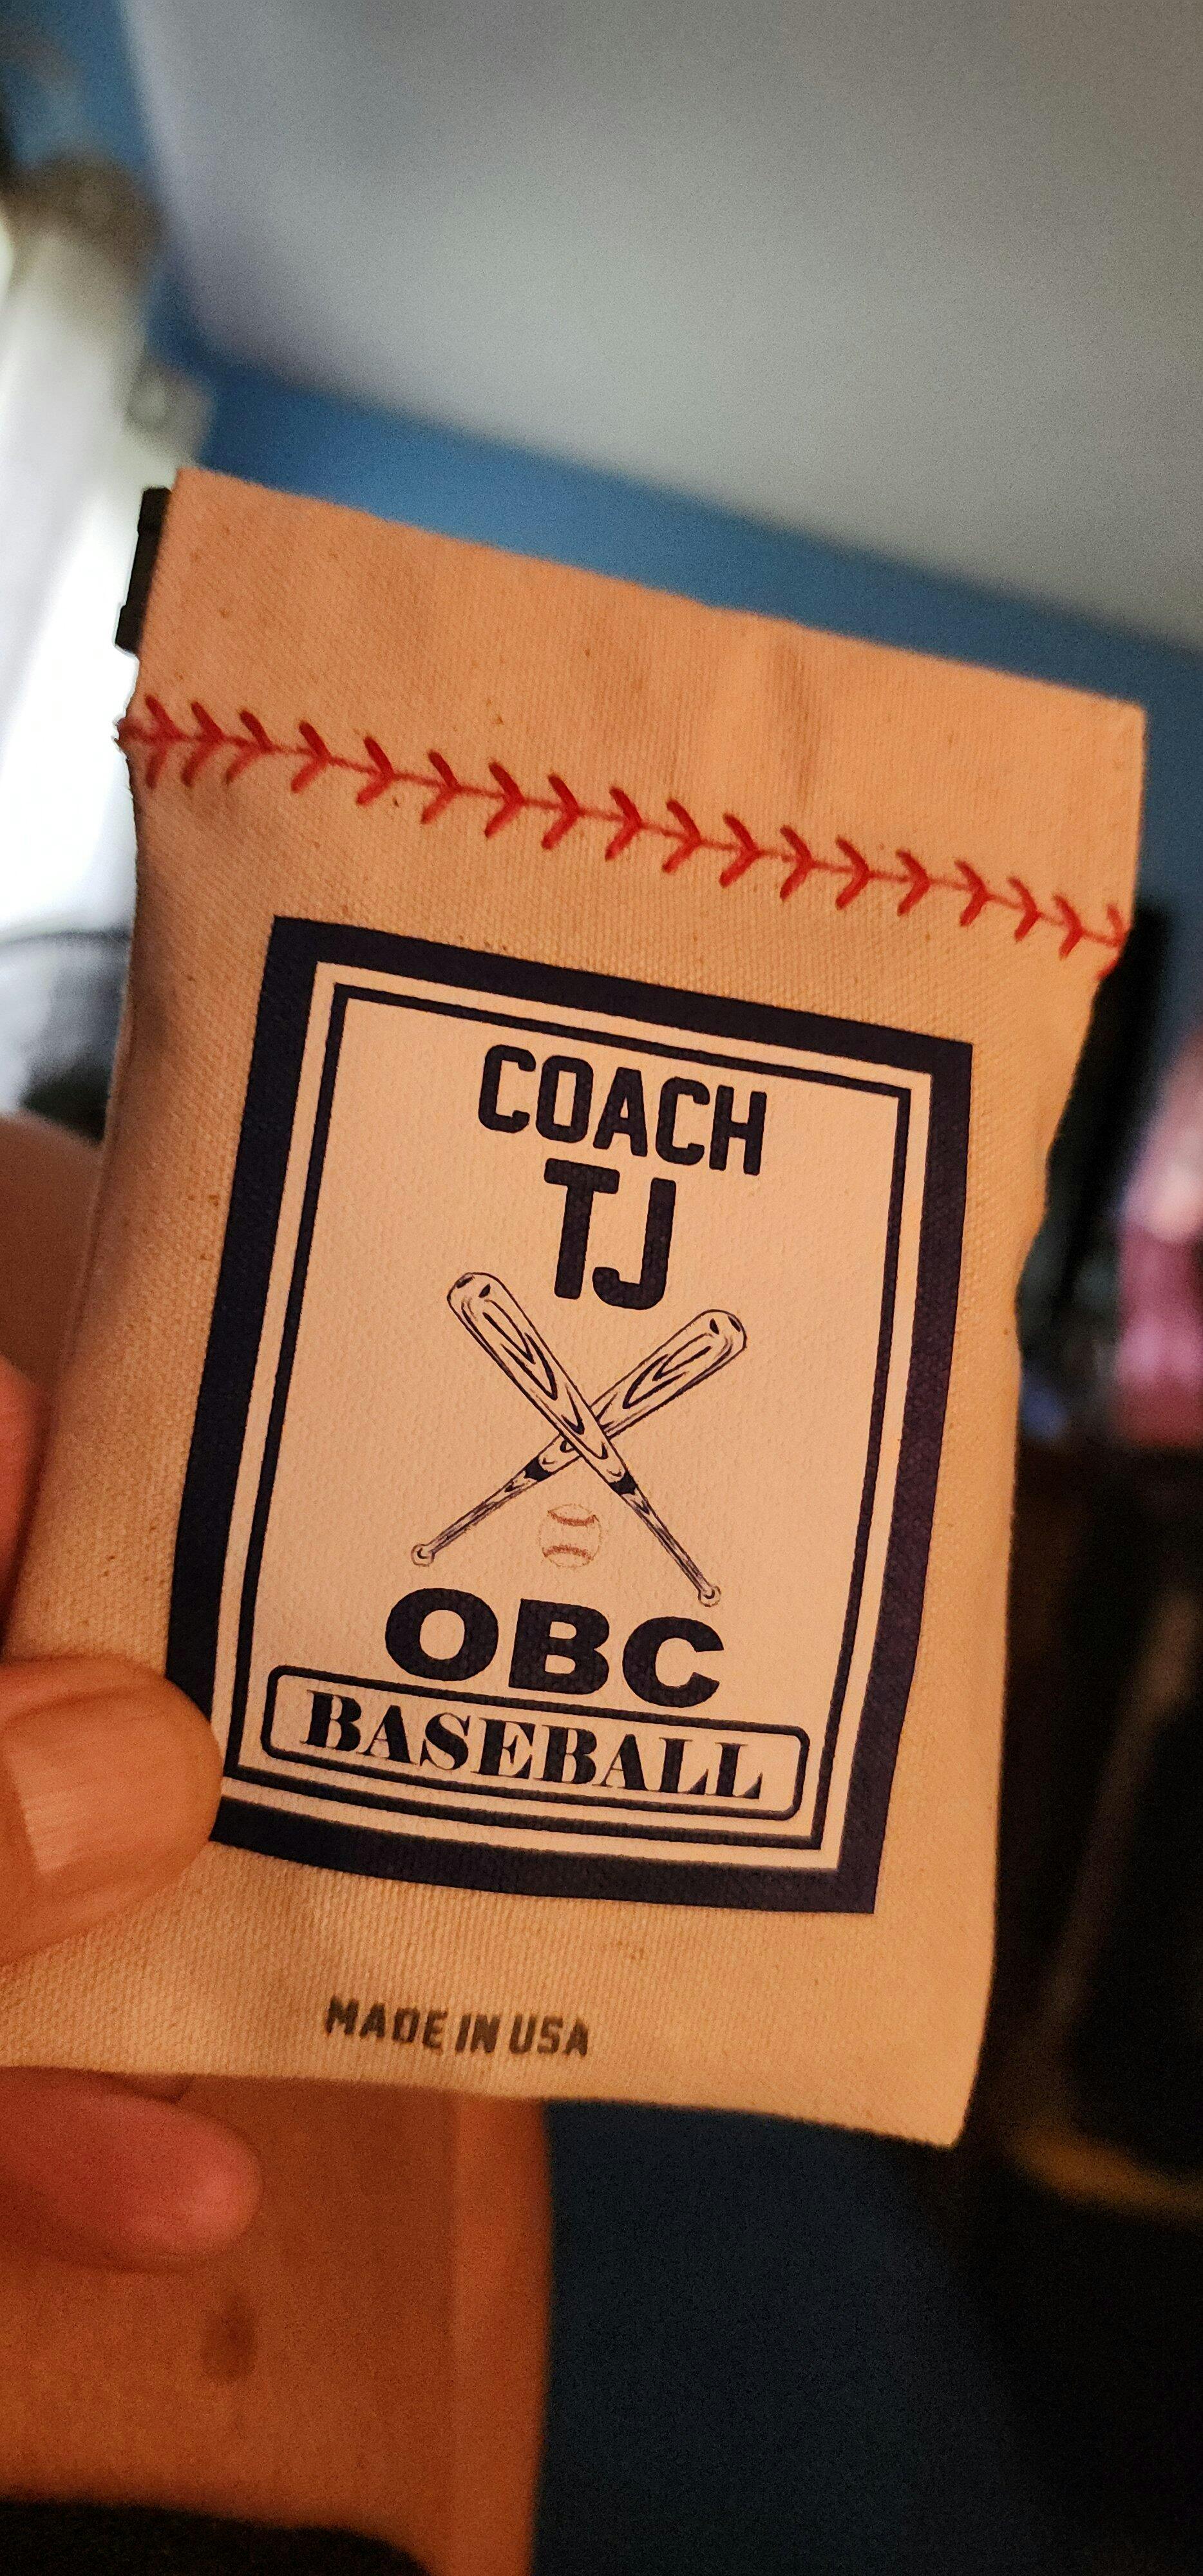 COACH
TJ
OBC
BASEBALL
MADE IN USA